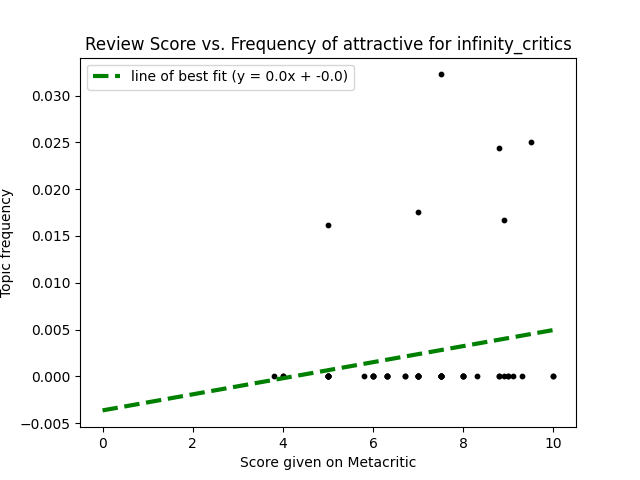 Review Score vs. Frequency of attractive for infinity_critics
line of best fit (y = 0.0x + -0.0)
0.030
0.025
0.020
0.015
0.010
0.005
0.000
−0.005
Topic frequency
0 2 4 6 8 10
Score given on Metacritic